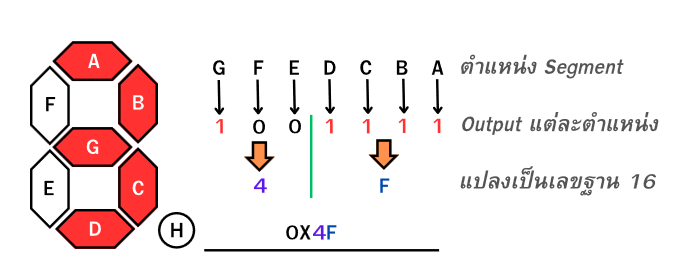 A
F
B
G
E
C
D
H
G F E D C B A ตำแหน่ง Segment
1 0 0 1 1 1 1 Output แต่ละตำแหน่ง
4 F แปลงเป็นเลขฐาน 16
0X4F